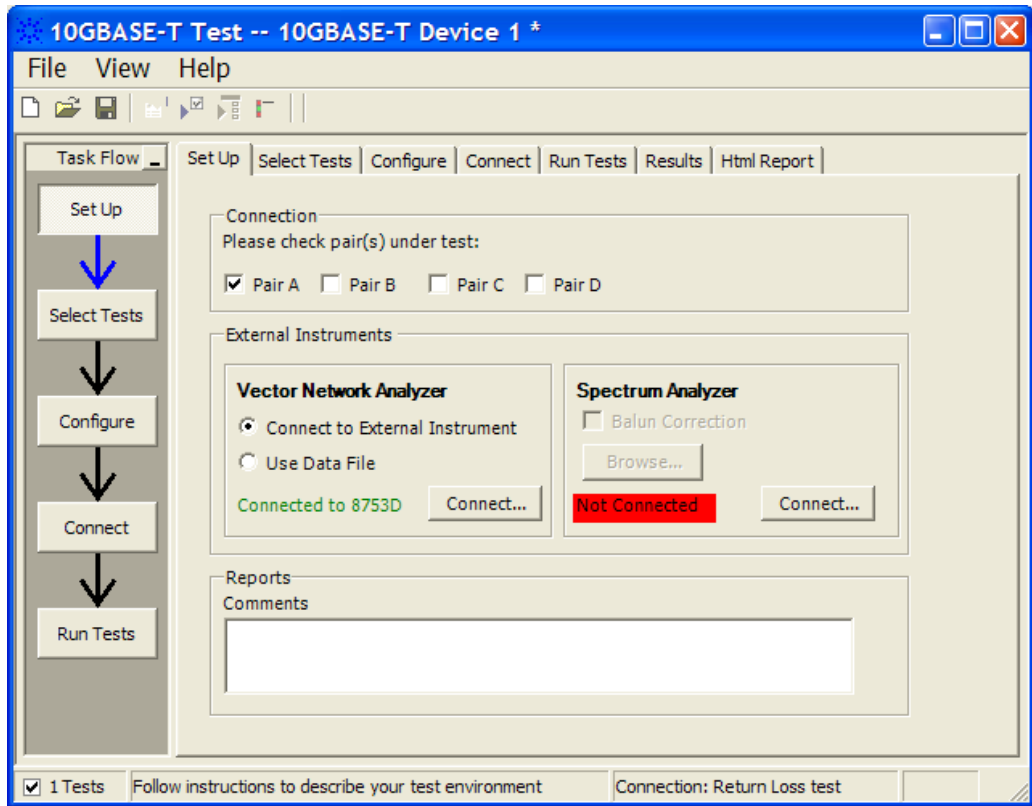 10GBASE-T Test -- 10GBASE-T Device 1 *
File View Help
Task Flow
Set Up
Select Tests
Configure
Connect
Run Tests
Set Up Select Tests Configure Connect Run Tests Results Html Report
Connection
Please check pair(s) under test:
Pair A Pair B Pair C Pair D
External Instruments
Vector Network Analyzer
Connect to External Instrument
Use Data File
Connected to 8753D Connect...
Spectrum Analyzer
Balun Correction
Browse...
Not Connected Connect...
Reports
Comments
1 Tests Follow instructions to describe your test environment Connection: Return Loss test